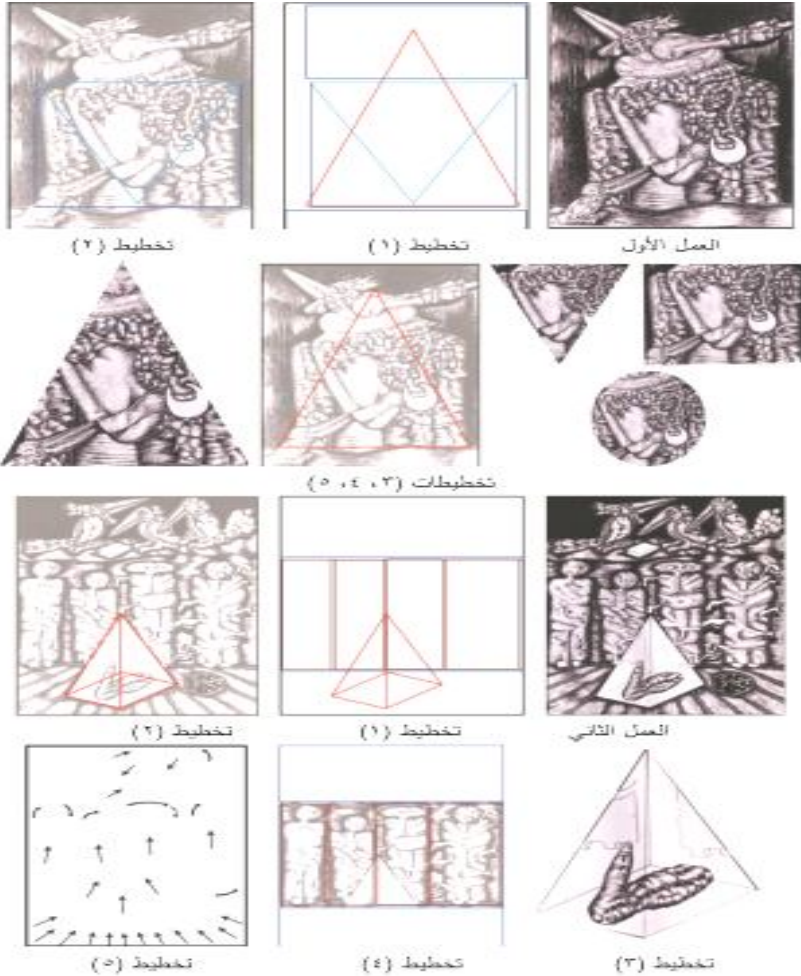 العمل الأول تخطيط (١) تخطيط (٢)
تخطيطات (٣، ٤، ٥)
العمل الثاني تخطيط (١) تخطيط (٢)
تخطيط (٣) تخطيط (٤) تخطيط (٥)